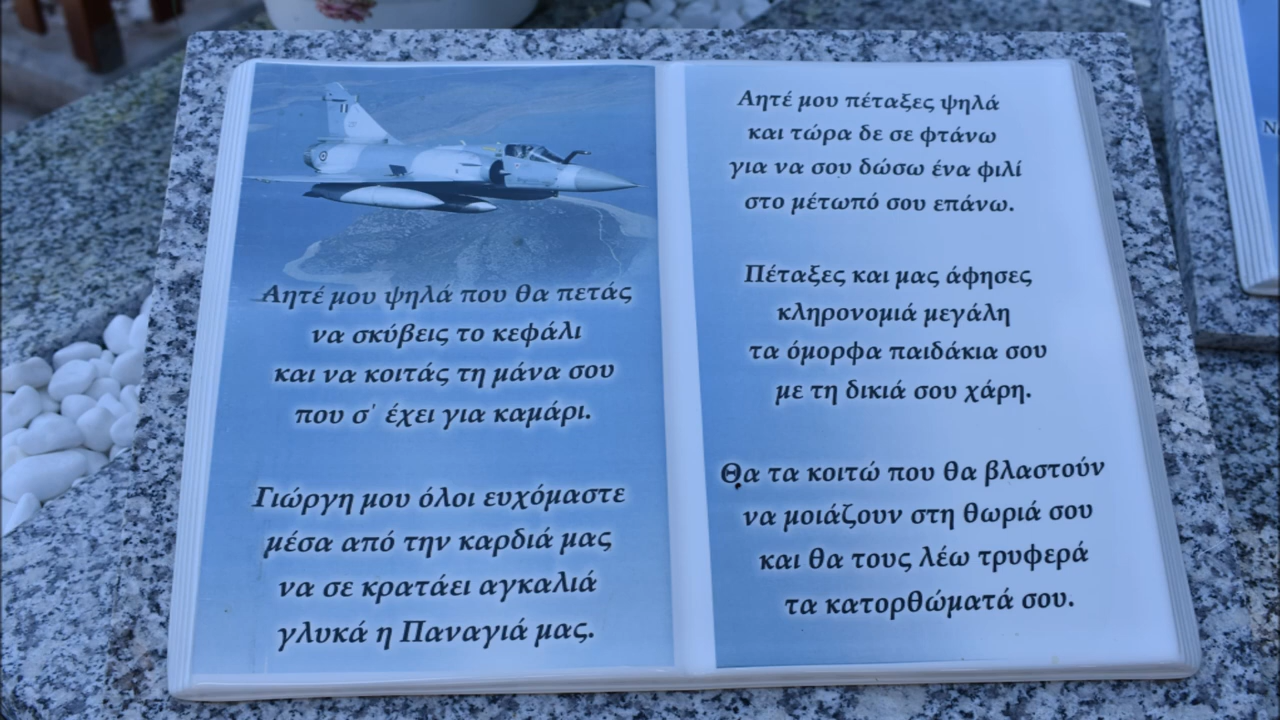 Αητέ μου ψηλά που θα πετάς
να σκύβεις το κεφάλι
και να κοιτάς τη μάνα σου
που σ' έχει για καμάρι.
Γιώργη μου όλοι ευχόμαστε
μέσα από την καρδιά μας
να σε κρατάει αγκαλιά
γλυκά η Παναγιά μας.
Αητέ μου πέταξες ψηλά
και τώρα δε σε φτάνω
για να σου δώσω ένα φιλί
στο μέτωπό σου επάνω.
Πέταξες και μας άφησες
κληρονομιά μεγάλη
τα όμορφα παιδάκια σου
με τη δικιά σου χάρη.
Θα τα κοιτώ που θα βλαστούν
να μοιάζουν στη θωριά σου
και θα τους λέω τρυφερά
τα κατορθώματά σου.